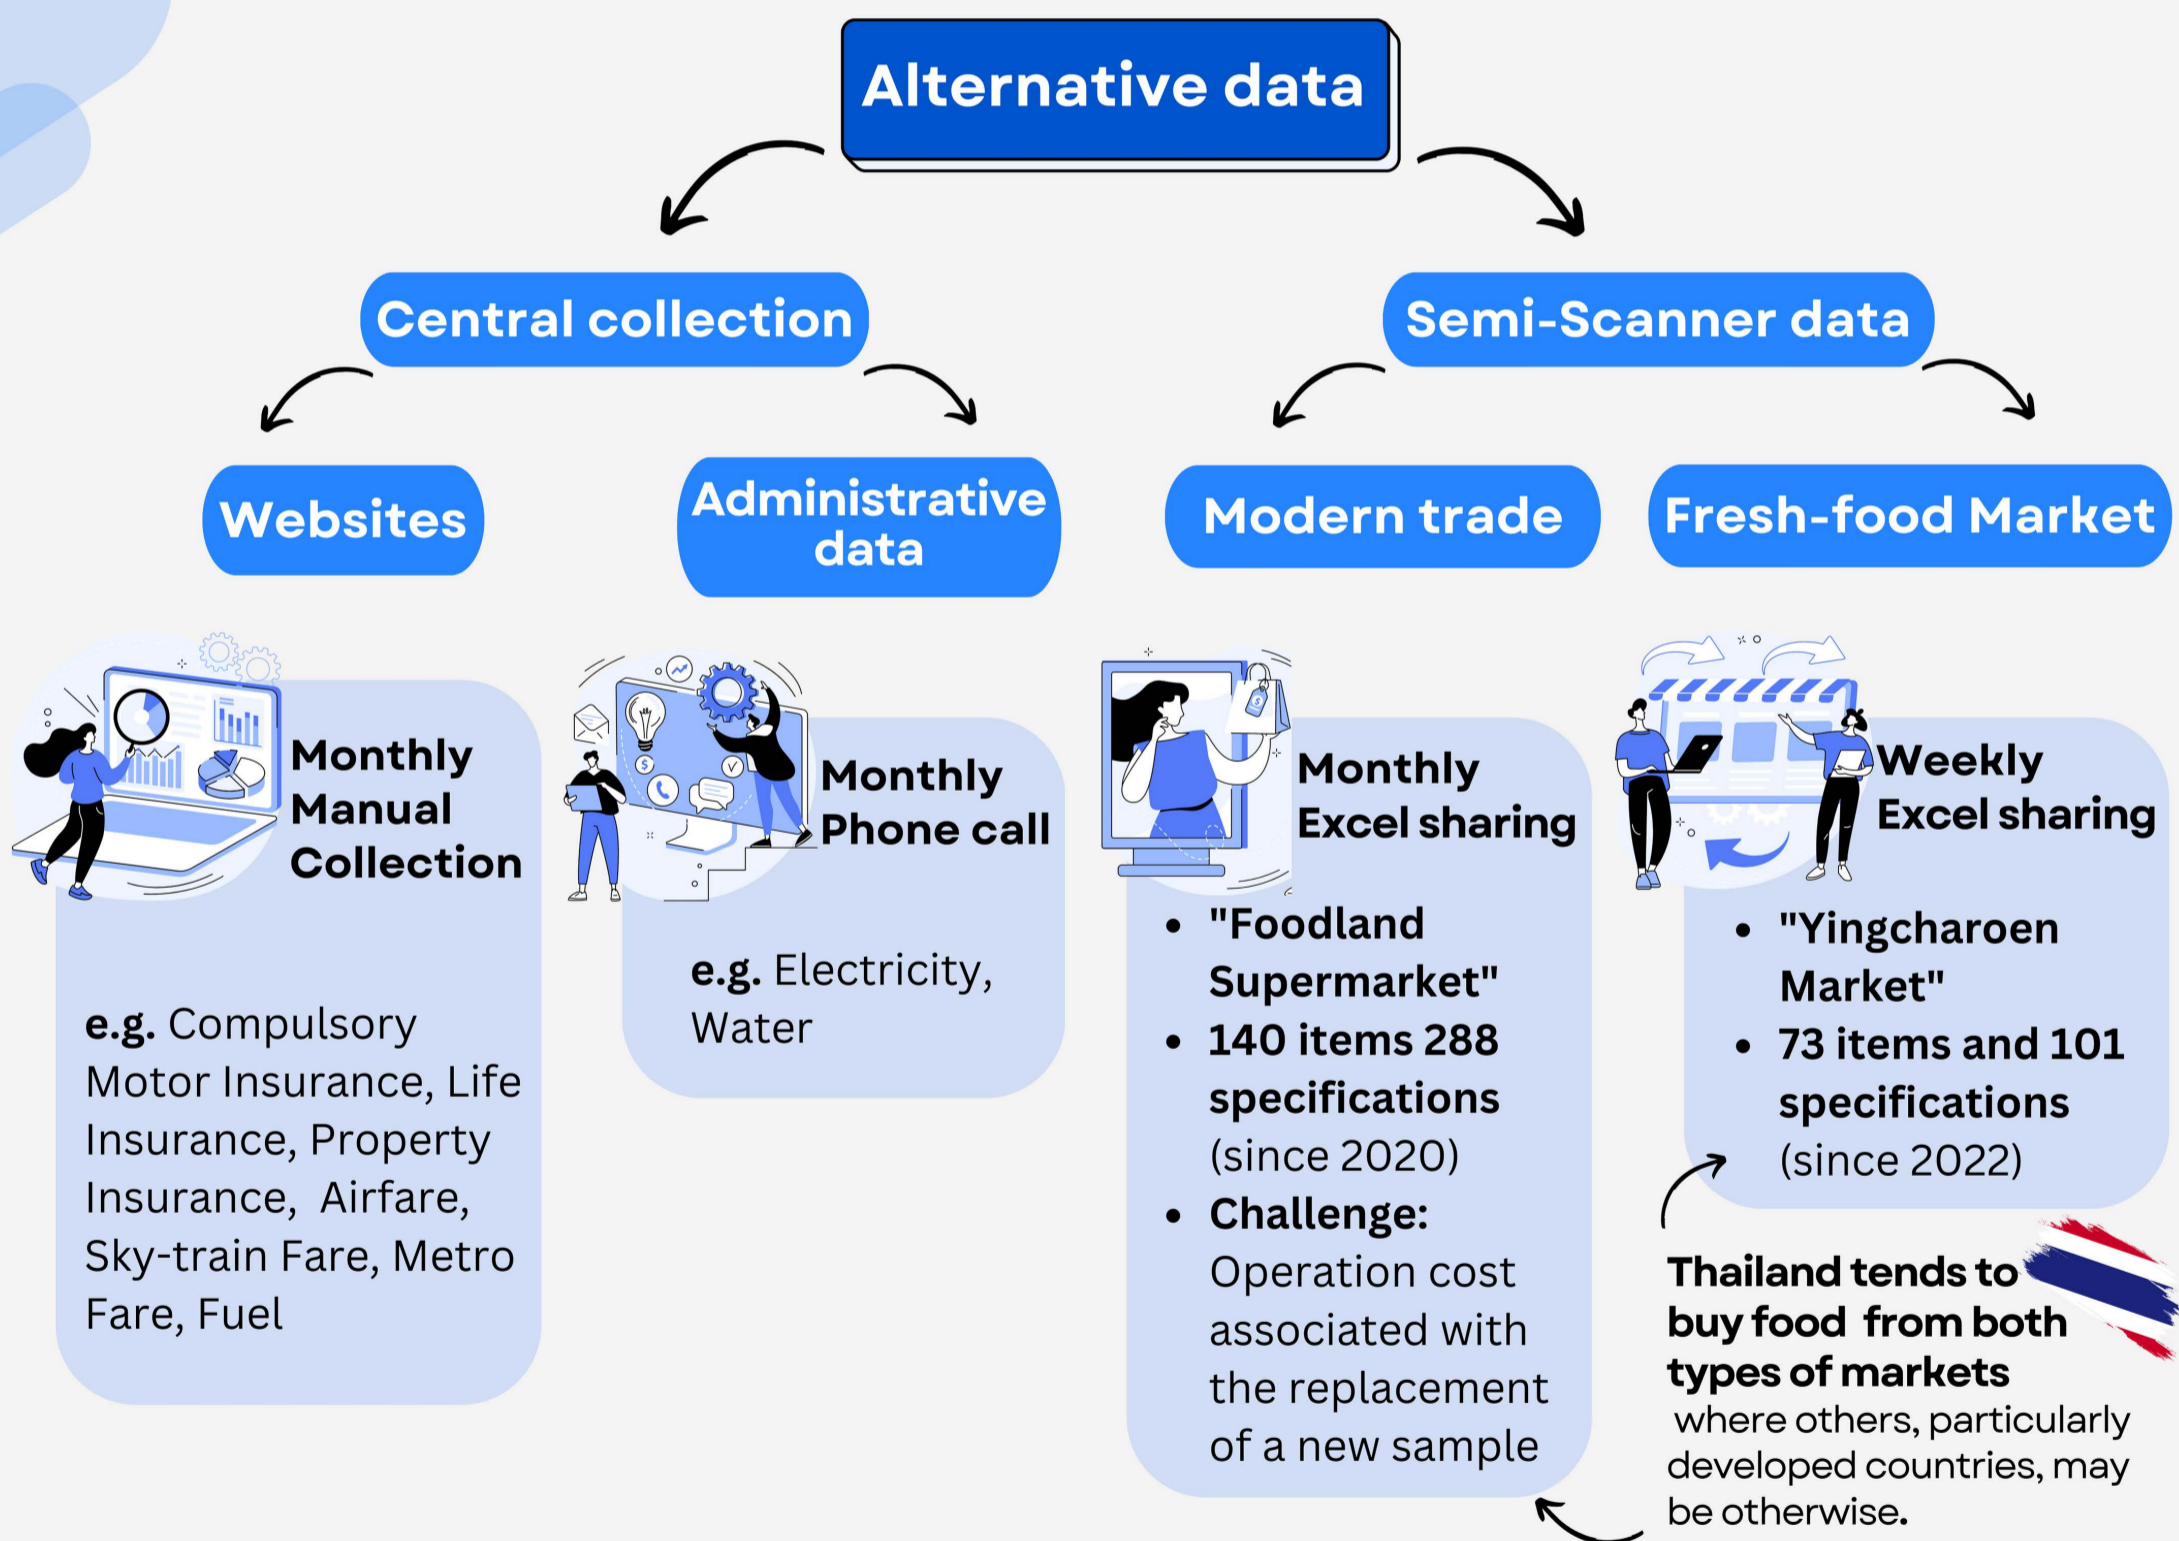 Alternative data
Central collection
Semi-Scanner data
Websites
Administrative
data
Modern trade
Fresh-food Market
Monthly
Manual
Collection
e.g. Compulsory
Motor Insurance, Life
Insurance, Property
Insurance, Airfare,
Sky-train Fare, Metro
Fare, Fuel
Monthly
Phone call
e.g. Electricity,
Water
Monthly
Excel sharing
• "Foodland
Supermarket"
• 140 items 288
specifications
(since 2020)
• Challenge:
Operation cost
associated with
the replacement
of a new sample
Weekly
Excel sharing
• "Yingcharoen
Market"
• 73 items and 101
specifications
(since 2022)
Thailand tends to
buy food from both
types of markets
where others, particularly
developed countries, may
be otherwise.